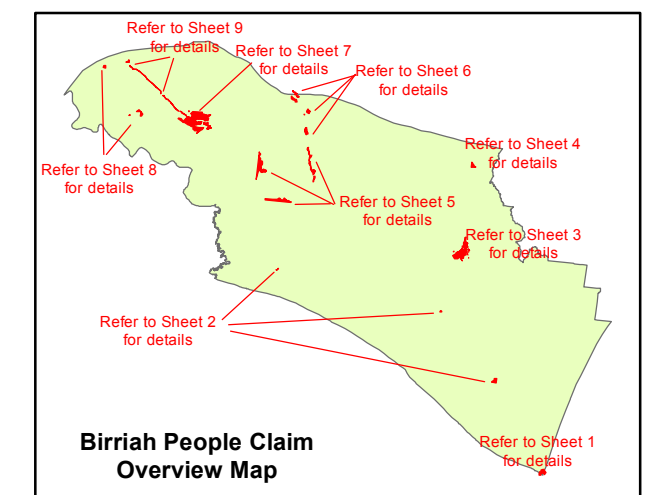 Refer to Sheet 9
for details
Refer to Sheet 7
for details
Refer to Sheet 6
for details
Refer to Sheet 8
for details
Refer to Sheet 4
for details
Refer to Sheet 5
for details
Refer to Sheet 3
for details
Refer to Sheet 2
for details
Birriah People Claim
Overview Map
Refer to Sheet 1
for details